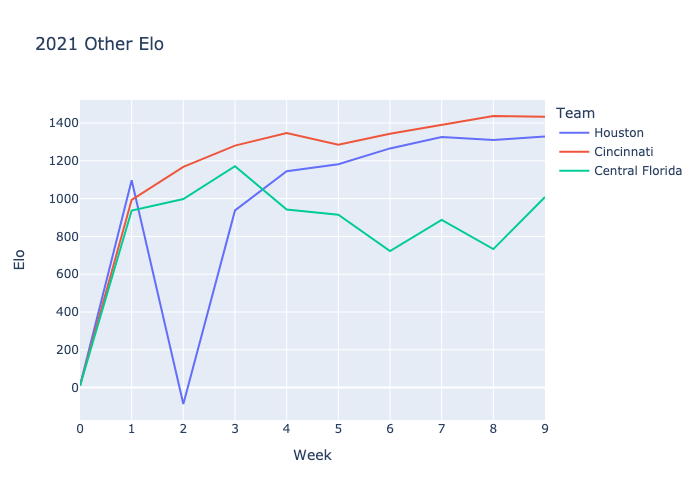 2021 Other Elo
Team
Houston
Cincinnati
Central Florida
Elo
1400
1200
1000
800
600
400
200
0
0 1 2 3 4 5 6 7 8 9
Week